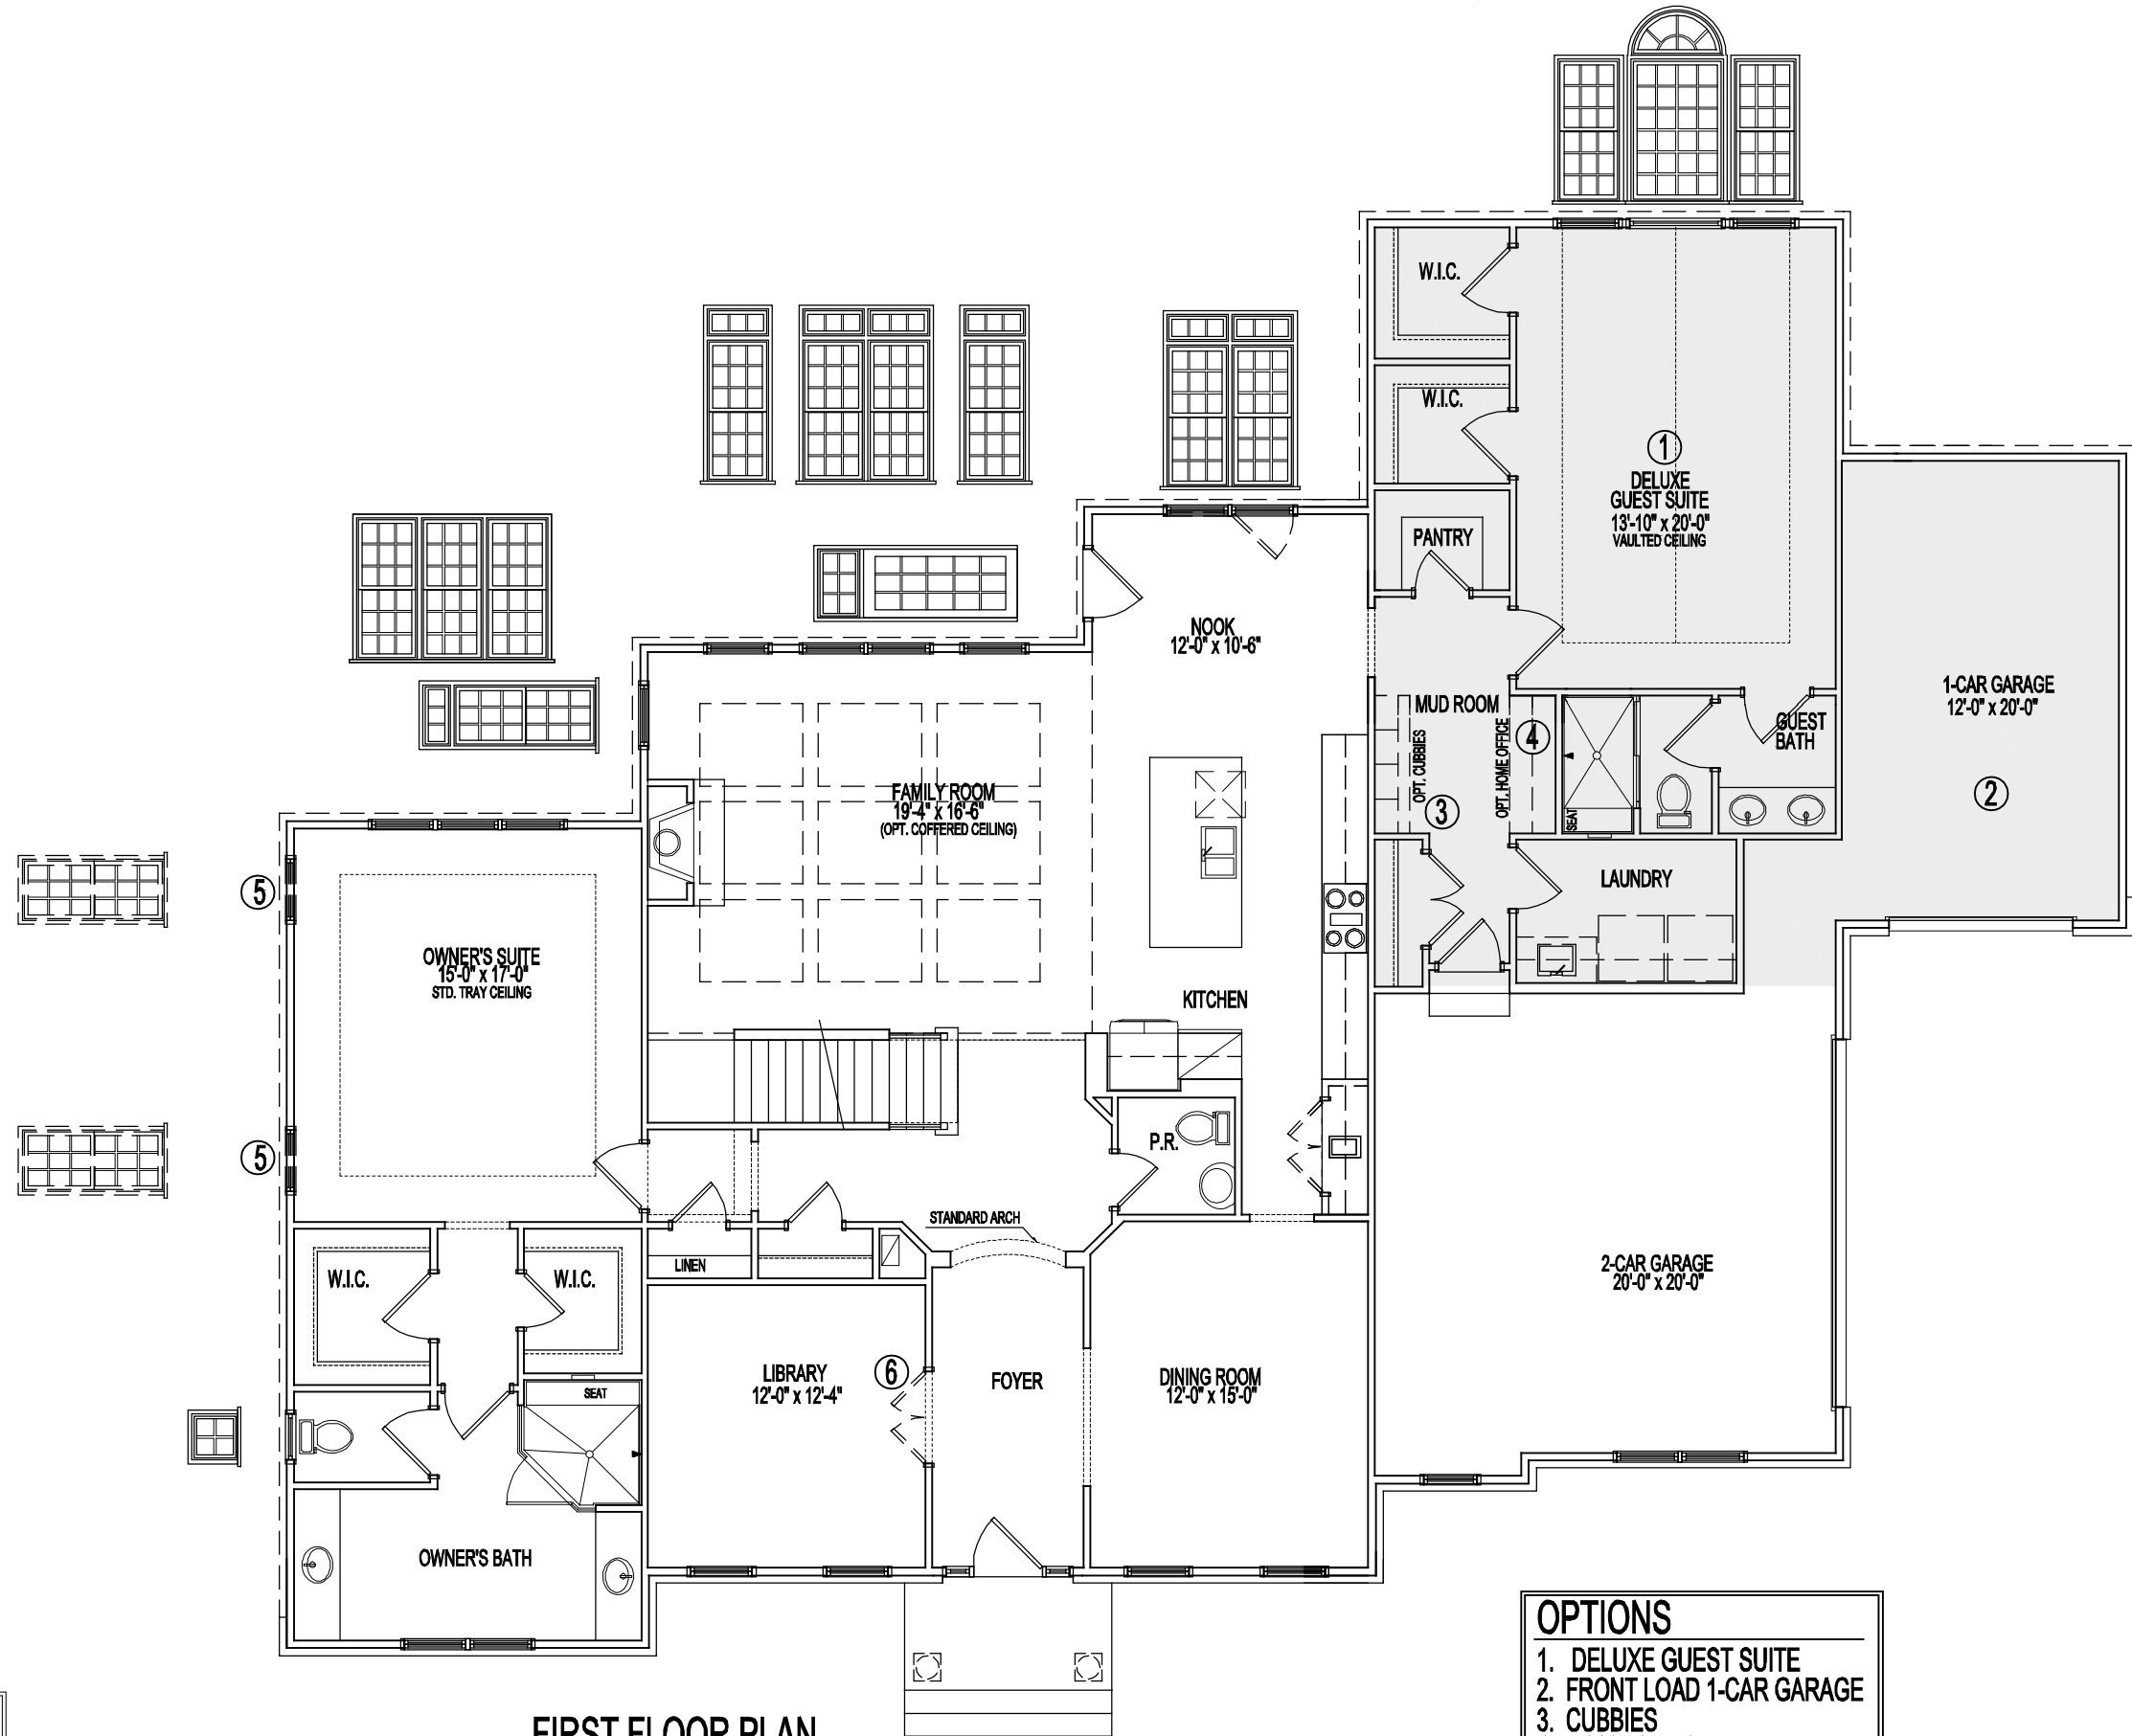 W.I.C.
W.I.C.
1
DELUXE
GUEST SUITE
13'-10" x 20'-0"
VAULTED CEILING
PANTRY
NOOK
12'-0" x 10'-6"
MUD ROOM
OPT. CUBBIES
3
OPT. HOME OFFICE
4
SEAT
GUEST
BATH
1-CAR GARAGE
12'-0" x 20'-0"
2
FAMILY ROOM
19'-4" x 16'-6"
(OPT. COFFERED CEILING)
LAUNDRY
5
OWNER'S SUITE
15'-0" x 17'-0"
STD. TRAY CEILING
KITCHEN
5
P.R.
STANDARD ARCH
LINEN
W.I.C.
W.I.C.
2-CAR GARAGE
20'-0" x 20'-0"
SEAT
LIBRARY
12'-0" x 12'-4"
6
FOYER
DINING ROOM
12'-0" x 15'-0"
OWNER'S BATH
FIRST FLOOR PLAN
OPTIONS
1. DELUXE GUEST SUITE
2. FRONT LOAD 1-CAR GARAGE
3. CUBBIES